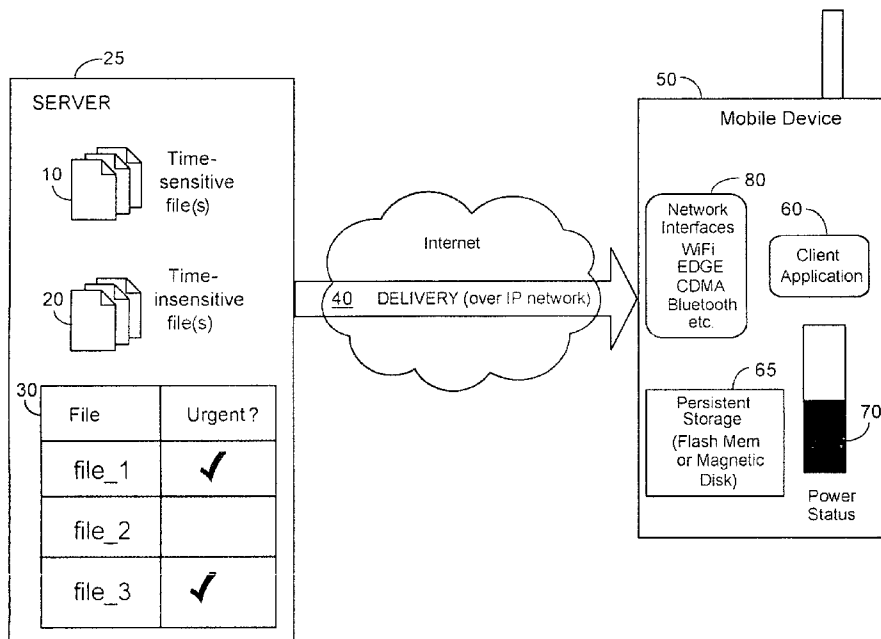 25
SERVER
10
Time-
sensitive
file(s)
20
Time-
insensitive
file(s)
30
File
Urgent?
file_1
✓
file_2
file_3
✓
Internet
40 DELIVERY (over IP network)
50
Mobile Device
80
Network
Interfaces
WiFi
EDGE
CDMA
Bluetooth
etc.
60
Client
Application
65
Persistent
Storage
(Flash Mem
or Magnetic
Disk)
70
Power
Status